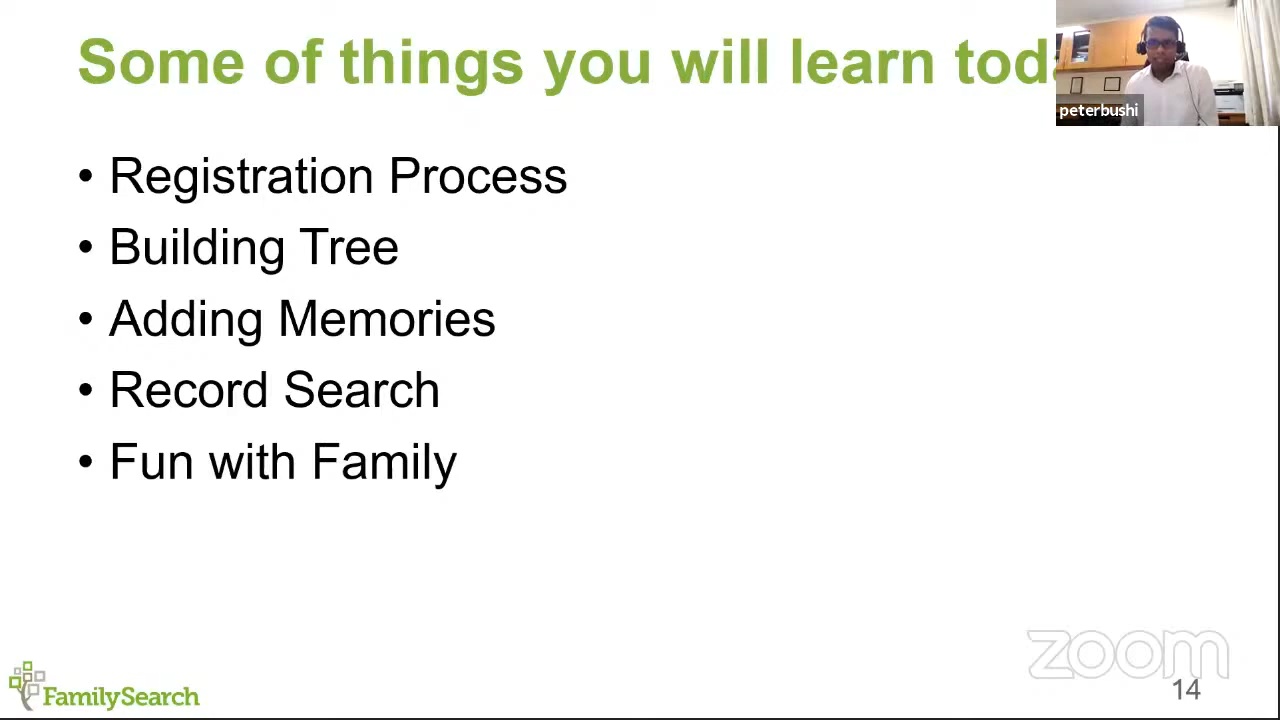 Some of things you will learn tod
peterbushi
• Registration Process
• Building Tree
• Adding Memories
• Record Search
• Fun with Family
zoom
14
FamilySearch